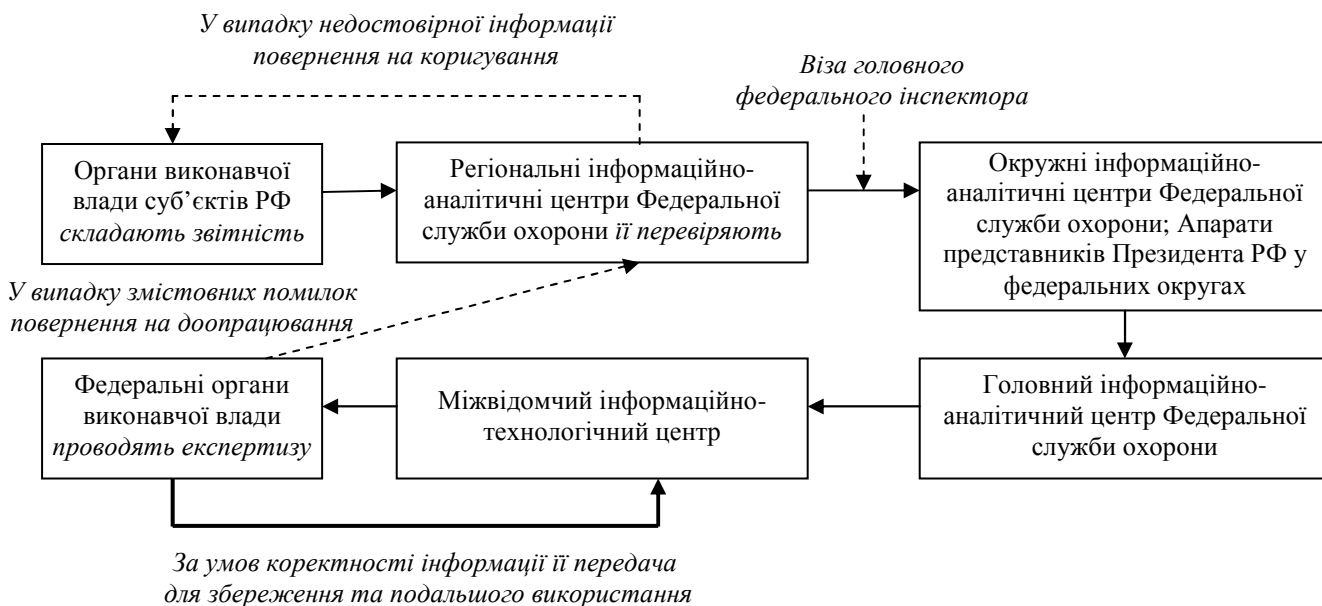 У випадку недостовірної інформації
повернення на коригування
Віза головного
федерального інспектора
Органи виконавчої
влади суб’єктів РФ
складають звітність
Регіональні інформаційно-
аналітичні центри Федеральної
служби охорони її перевіряють
Окружні інформаційно-
аналітичні центри Федеральної
служби охорони; Апарати
представників Президента РФ у
федеральних округах
У випадку змістовних помилок
повернення на доопрацювання
Федеральні органи
виконавчої влади
проводять експертизу
Міжвідомчий інформаційно-
технологічний центр
Головний інформаційно-
аналітичний центр Федеральної
служби охорони
За умов коректності інформації її передача
для збереження та подальшого використання